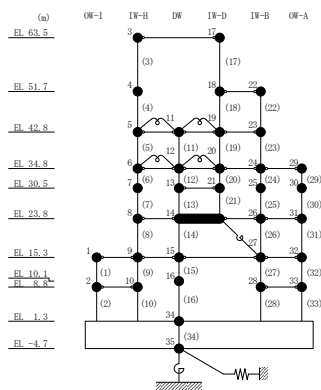 (m) OW-I IW-H DW IW-D IW-B OW-A
EL 63.5 3 17
(3) (17)
EL 51.7 4 18 22
(4) (18) (22)
11 19
EL 42.8 5 23
(5) (11) (19) (23)
12 20
EL 34.8 6 24 29
(6) (12) (20) (24) (29)
EL 30.5 7 13 21 25 30
(7) (13) (21) (25) (30)
EL 23.8 8 14 26 31
(8) (14) (26) (31)
27
EL 15.3 1 9 15 32
(1) (9) (15) (27) (32)
EL 10.1 16
EL 8.8 2 10 28 33
(2) (10) (16) (28) (33)
EL 1.3 34
(34)
EL -4.7 35